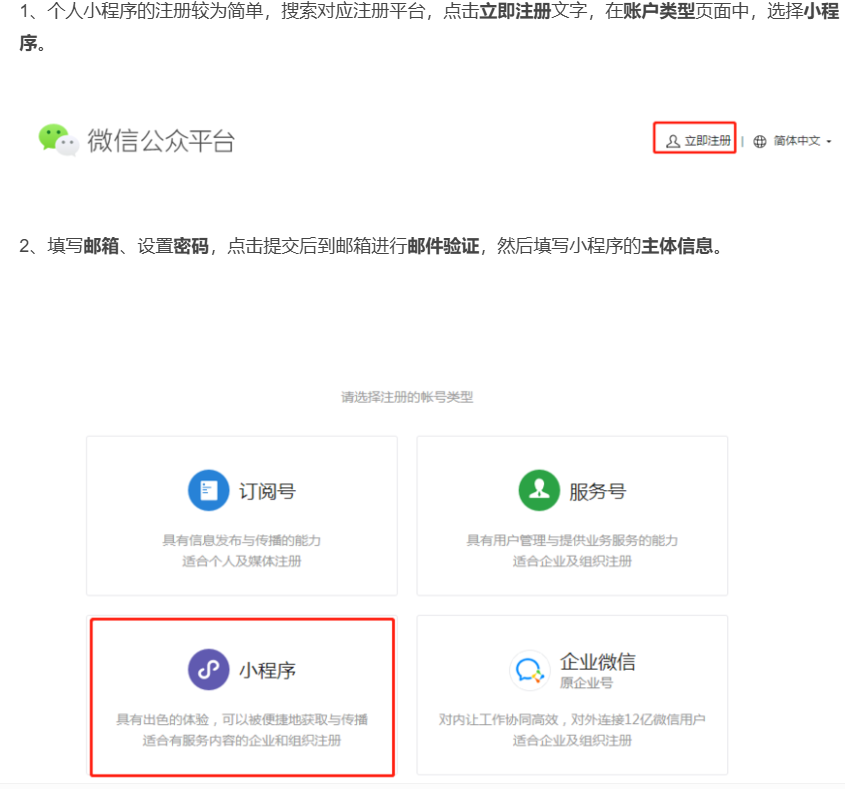 1、个人小程序的注册较为简单，搜索对应注册平台，点击立即注册文字，在账户类型页面中，选择小程
序。
微信公众平台
立即注册 | 简体中文
2、填写邮箱、设置密码，点击提交后到邮箱进行邮件验证，然后填写小程序的主体信息。
请选择注册的帐号类型
订阅号
具有信息发布与传播的能力
适合个人及媒体注册
服务号
具有用户管理与提供业务服务的能力
适合企业及组织注册
小程序
具有出色的体验，可以被便捷地获取与传播
适合有服务内容的企业和组织注册
企业微信
原企业号
对内让工作协同高效，对外连接12亿微信用户
适合企业及组织注册